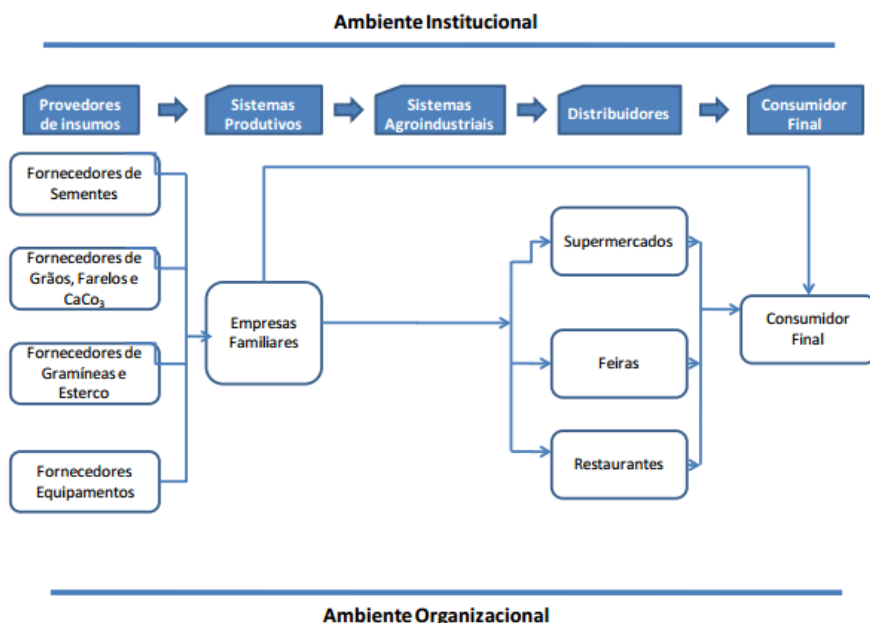 Ambiente Institucional
Provedores
de insumos
Sistemas
Produtivos
Sistemas
Agroindustriais
Distribuidores
Consumidor
Final
Fornecedores de
Sementes
Fornecedores de
Grãos, Farelos e
CaCo₃
Fornecedores de
Gramíneas e
Esterco
Fornecedores
Equipamentos
Empresas
Familiares
Supermercados
Feiras
Restaurantes
Consumidor
Final
Ambiente Organizacional